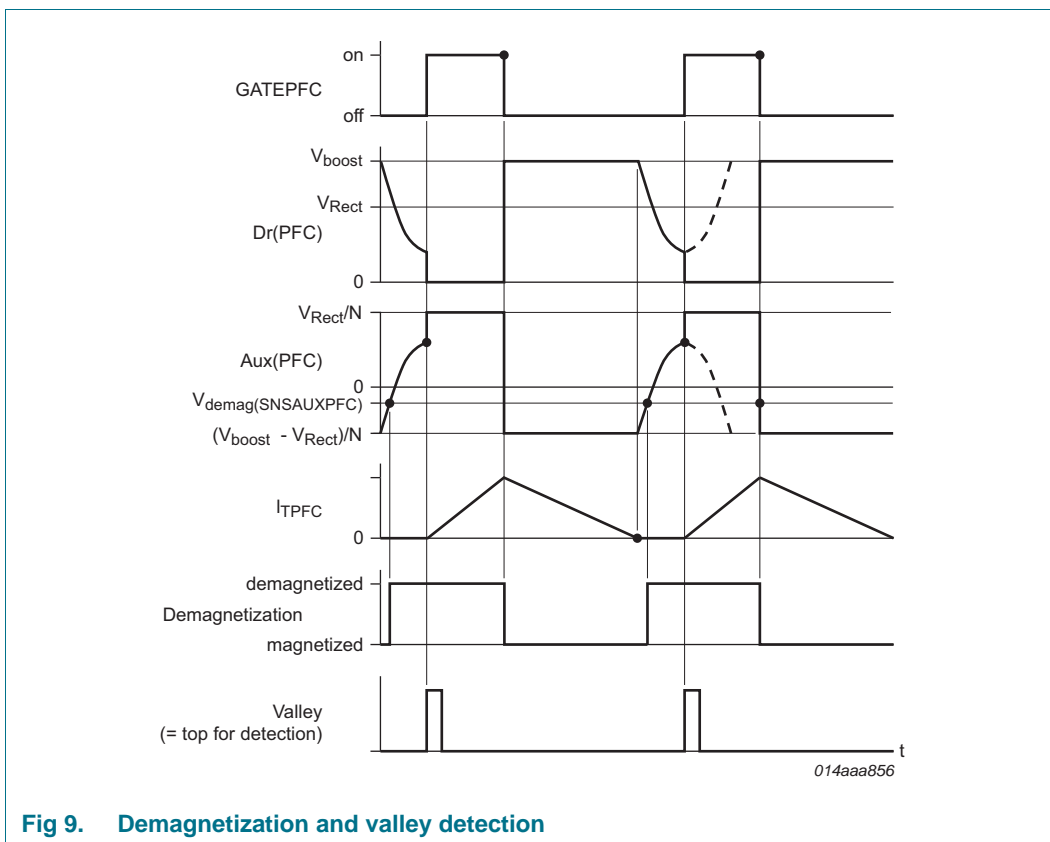 on
GATEPFC
off
Vboost
VRect
Dr(PFC)
0
VRect/N
Aux(PFC)
0
Vdemag(SNSAUXPFC)
(Vboost - VRect)/N
ITPFC
0
demagnetized
Demagnetization
magnetized
Valley
(= top for detection)
t
014aaa856
Fig 9. Demagnetization and valley detection